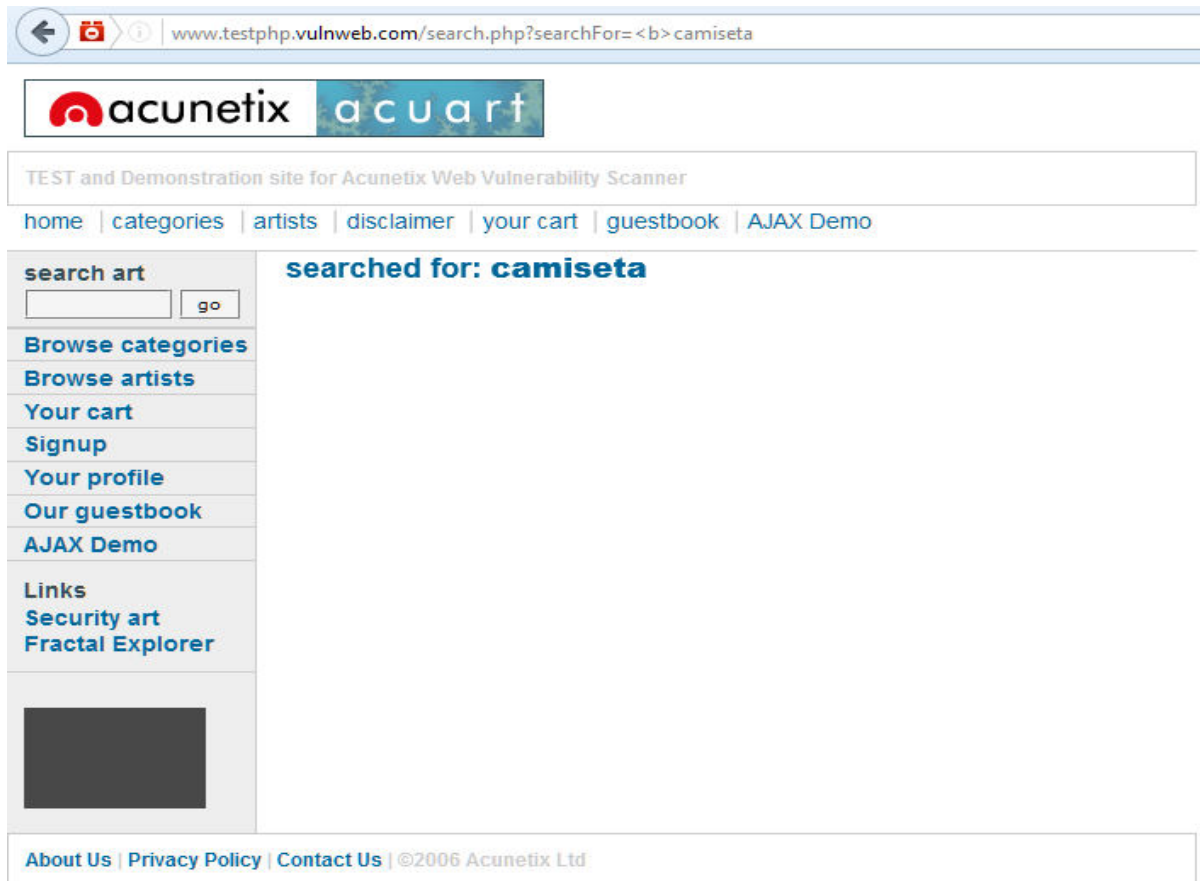 www.testphp.vulnweb.com/search.php?searchFor=<b>camiseta
acunetix acuart
TEST and Demonstration site for Acunetix Web Vulnerability Scanner
home | categories | artists | disclaimer | your cart | guestbook | AJAX Demo
search art
go
searched for: camiseta
Browse categories
Browse artists
Your cart
Signup
Your profile
Our guestbook
AJAX Demo
Links
Security art
Fractal Explorer
About Us | Privacy Policy | Contact Us | ©2006 Acunetix Ltd